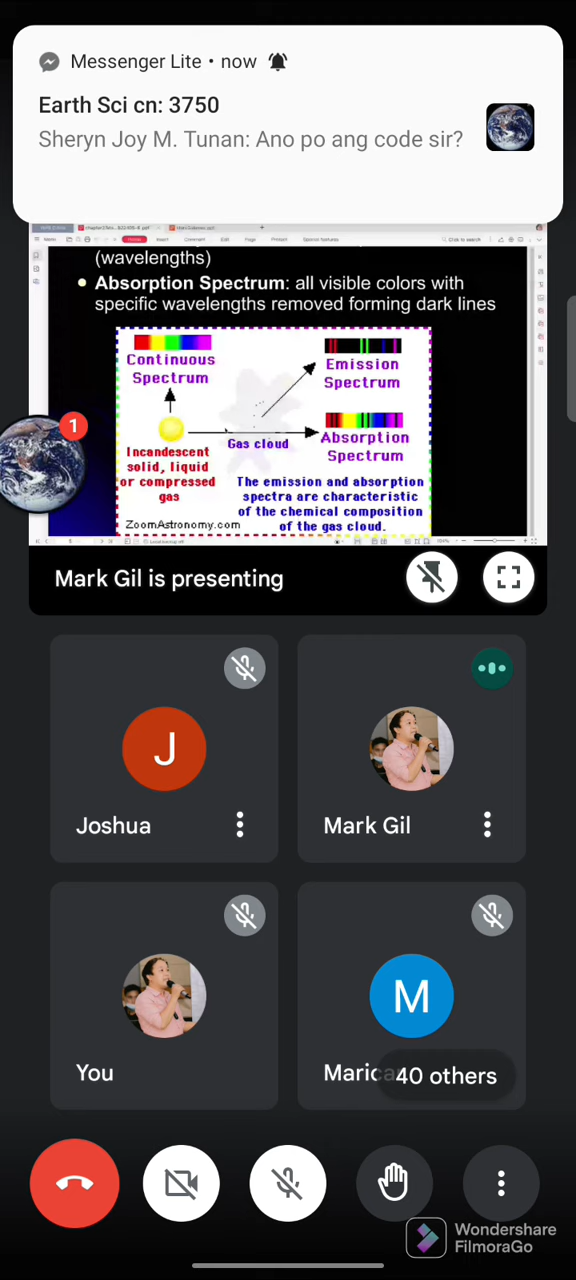 Messenger Lite • now
Earth Sci cn: 3750
Sheryn Joy M. Tunan: Ano po ang code sir?
(wavelengths)
Absorption Spectrum: all visible colors with
specific wavelengths removed forming dark lines
Continuous
Spectrum
Emission
Spectrum
Gas cloud
Absorption
Spectrum
Incandescent
solid, liquid
or compressed
gas
The emission and absorption
spectra are characteristic
of the chemical composition
of the gas cloud.
ZoomAstronomy.com
1
Mark Gil is presenting
J
Joshua
Mark Gil
You
M
40 others
Wondershare
FilmoraGo